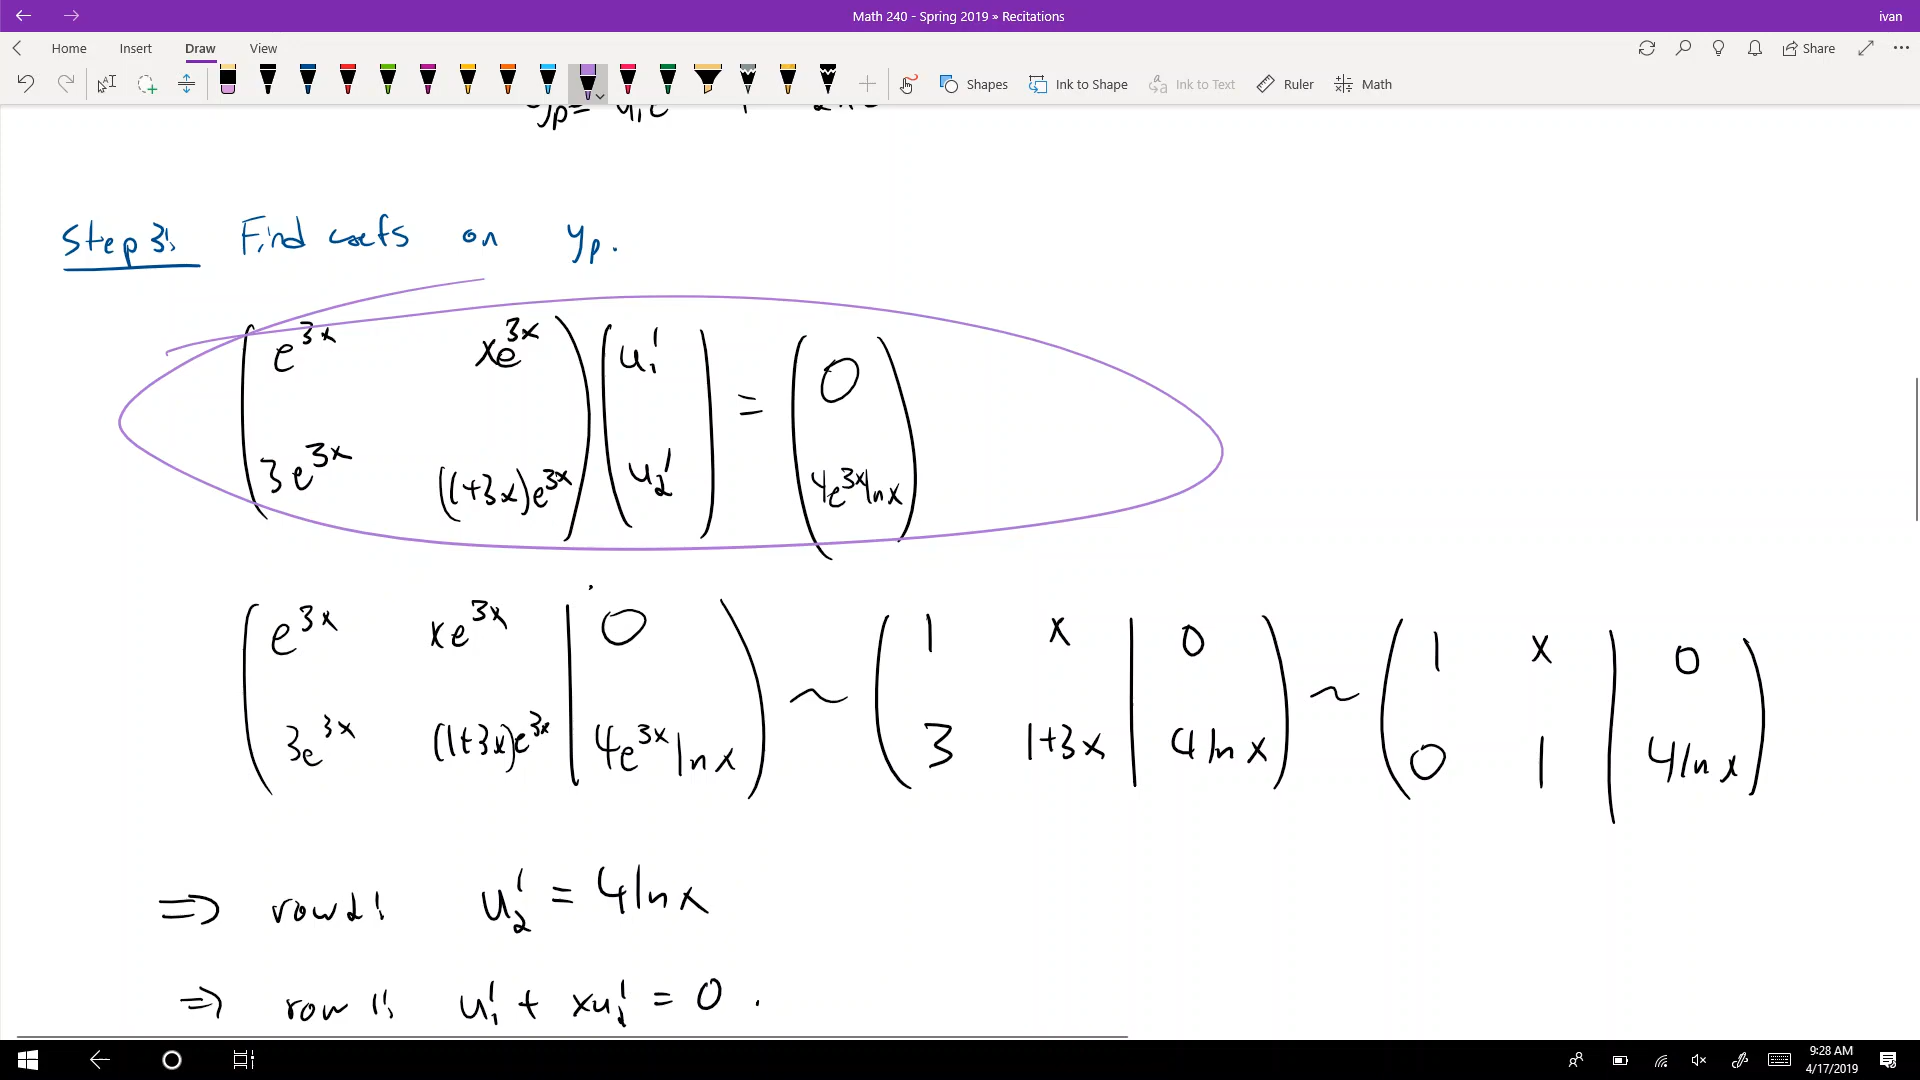 Math 240 - Spring 2019 » Recitations
ivan
Home Insert Draw View
Share
Shapes Ink to Shape Ink to Text Ruler Math
Step 3: Find coefs on yₚ.
( e^{3x} xe^{3x} ) ( u₁' ) = ( 0 )
( 3e^{3x} (1+3x)e^{3x} ) ( u₂' ) ( 4e^{3x} ln x )
( e^{3x} xe^{3x} | 0 ) ~ ( 1 x | 0 ) ~ ( 1 x | 0 )
( 3e^{3x} (1+3x)e^{3x} | 4e^{3x} ln x ) ( 3 1+3x | 4 ln x ) ( 0 1 | 4 ln x )
⇒ row 2: u₂' = 4 ln x
⇒ row 1: u₁' + xu₂' = 0.
9:28 AM
4/17/2019